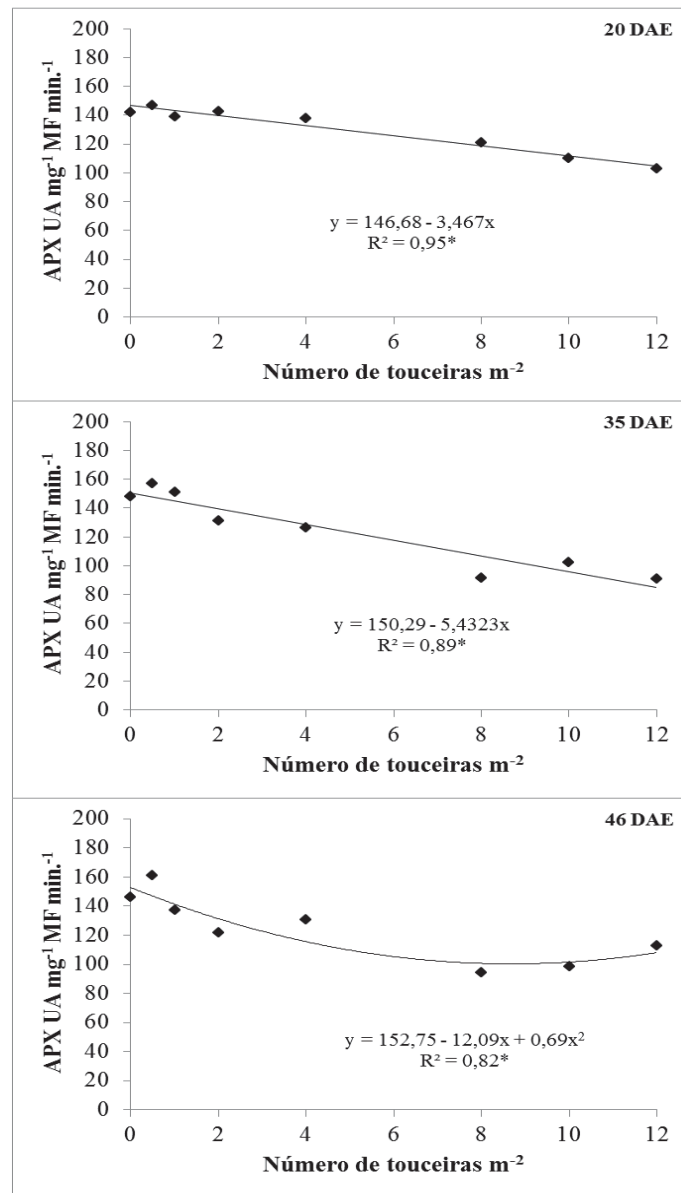 20 DAE
APX UA mg⁻¹ MF min.⁻¹
200
180
160
140
120
100
80
60
40
20
0
y = 146,68 - 3,467x
R² = 0,95*
0 2 4 6 8 10 12
Número de touceiras m⁻²
35 DAE
APX UA mg⁻¹ MF min.⁻¹
200
180
160
140
120
100
80
60
40
20
0
y = 150,29 - 5,4323x
R² = 0,89*
0 2 4 6 8 10 12
Número de touceiras m⁻²
46 DAE
APX UA mg⁻¹ MF min.⁻¹
200
180
160
140
120
100
80
60
40
20
0
y = 152,75 - 12,09x + 0,69x²
R² = 0,82*
0 2 4 6 8 10 12
Número de touceiras m⁻²